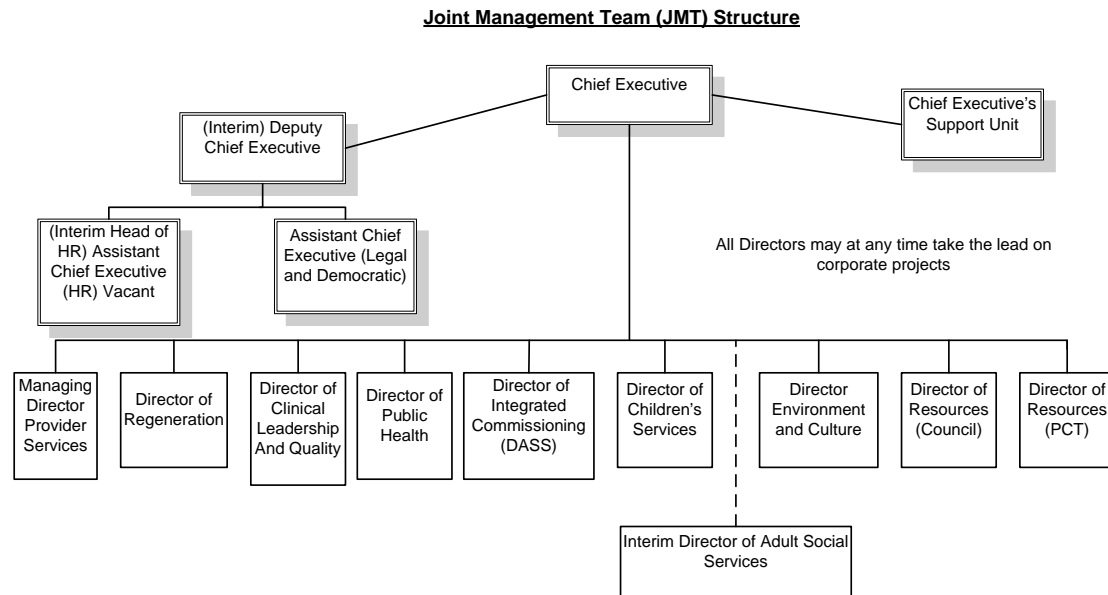 Joint Management Team (JMT) Structure
Chief Executive
Chief Executive's
Support Unit
(Interim) Deputy
Chief Executive
(Interim Head of
HR) Assistant
Chief Executive
(HR) Vacant
Assistant Chief
Executive (Legal
and Democratic)
All Directors may at any time take the lead on
corporate projects
Managing
Director
Provider
Services
Director of
Regeneration
Director of
Clinical
Leadership
And Quality
Director of
Public
Health
Director of
Integrated
Commissioning
(DASS)
Director of
Children's
Services
Director
Environment
and Culture
Director of
Resources
(Council)
Director of
Resources
(PCT)
Interim Director of Adult Social
Services